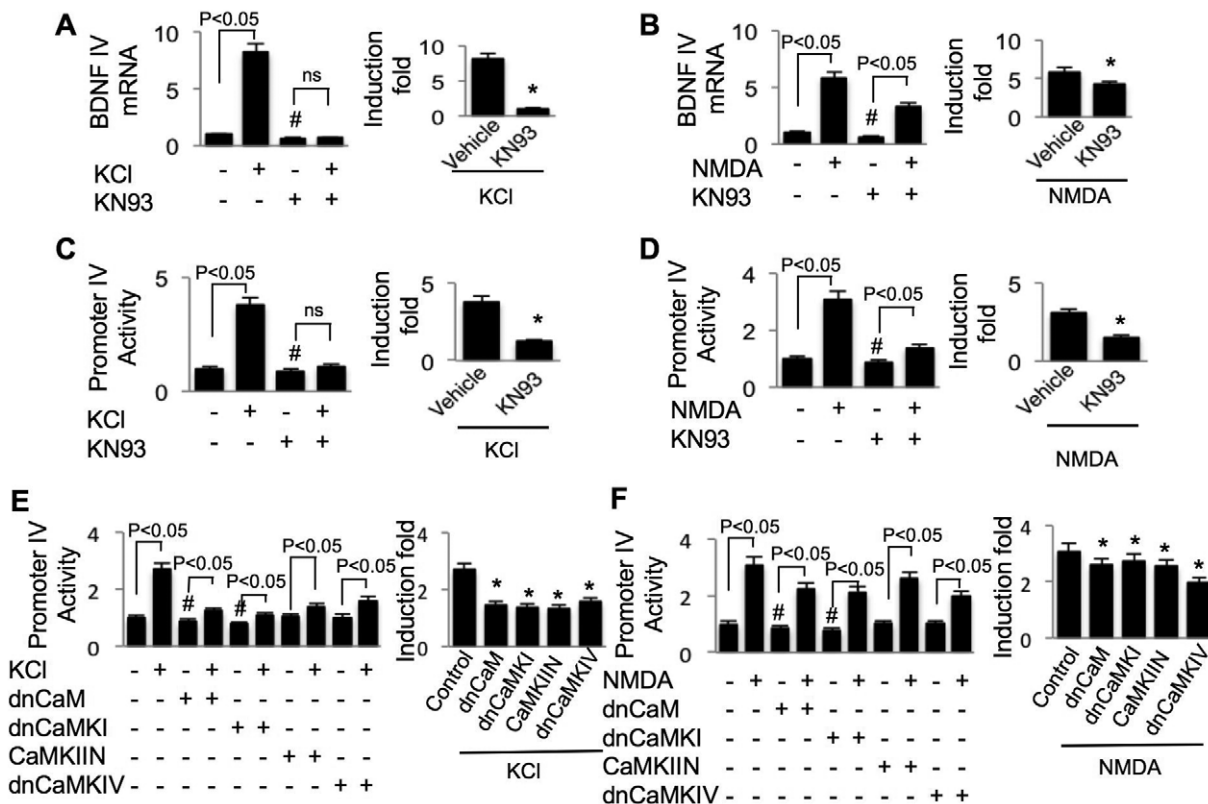 A
BDNF IV mRNA
10
5
0
P<0.05
#
ns
KCl - + - +
KN93 - - + +
Induction fold
10
5
0
*
Vehicle
KN93
KCl
B
BDNF IV mRNA
10
5
0
P<0.05
P<0.05
#
NMDA - + - +
KN93 - - + +
Induction fold
10
5
0
*
Vehicle
KN93
NMDA
C
Promoter IV Activity
5
0
P<0.05
#
ns
KCl - + - +
KN93 - - + +
Induction fold
5
0
*
Vehicle
KN93
KCl
D
Promoter IV Activity
4
2
0
P<0.05
P<0.05
#
NMDA - + - +
KN93 - - + +
Induction fold
5
0
*
Vehicle
KN93
NMDA
E
Promoter IV Activity
4
2
0
P<0.05
P<0.05
P<0.05
P<0.05
P<0.05
# #
KCl - + - + - + - + - +
dnCaM - - + + - - - - - -
dnCaMKI - - - - + + - - - -
CaMKIIN - - - - - - + + - -
dnCaMKIV - - - - - - - - + +
Induction fold
4
2
0
* * * *
Control
dnCaM
dnCaMKI
CaMKIIN
dnCaMKIV
KCl
F
Promoter IV Activity
4
2
0
P<0.05
P<0.05
P<0.05
P<0.05
P<0.05
# #
NMDA - + - + - + - + - +
dnCaM - - + + - - - - - -
dnCaMKI - - - - + + - - - -
CaMKIIN - - - - - - + + - -
dnCaMKIV - - - - - - - - + +
Induction fold
4
2
0
* * * *
Control
dnCaM
dnCaMKI
CaMKIIN
dnCaMKIV
NMDA